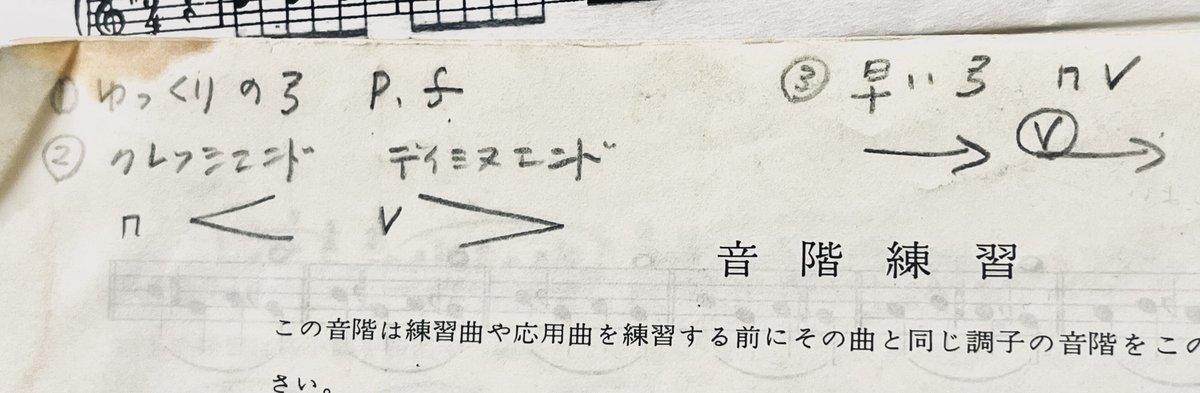 ① ゆっくりの弓 P. f
② クレッシェンド ディミヌエンド
⊓ < V >
③ 早い弓 ⊓ V
→ Ⓥ→
音階練習
この音階は練習曲や応用曲を練習する前にその曲と同じ調子の音階をこの
さい。